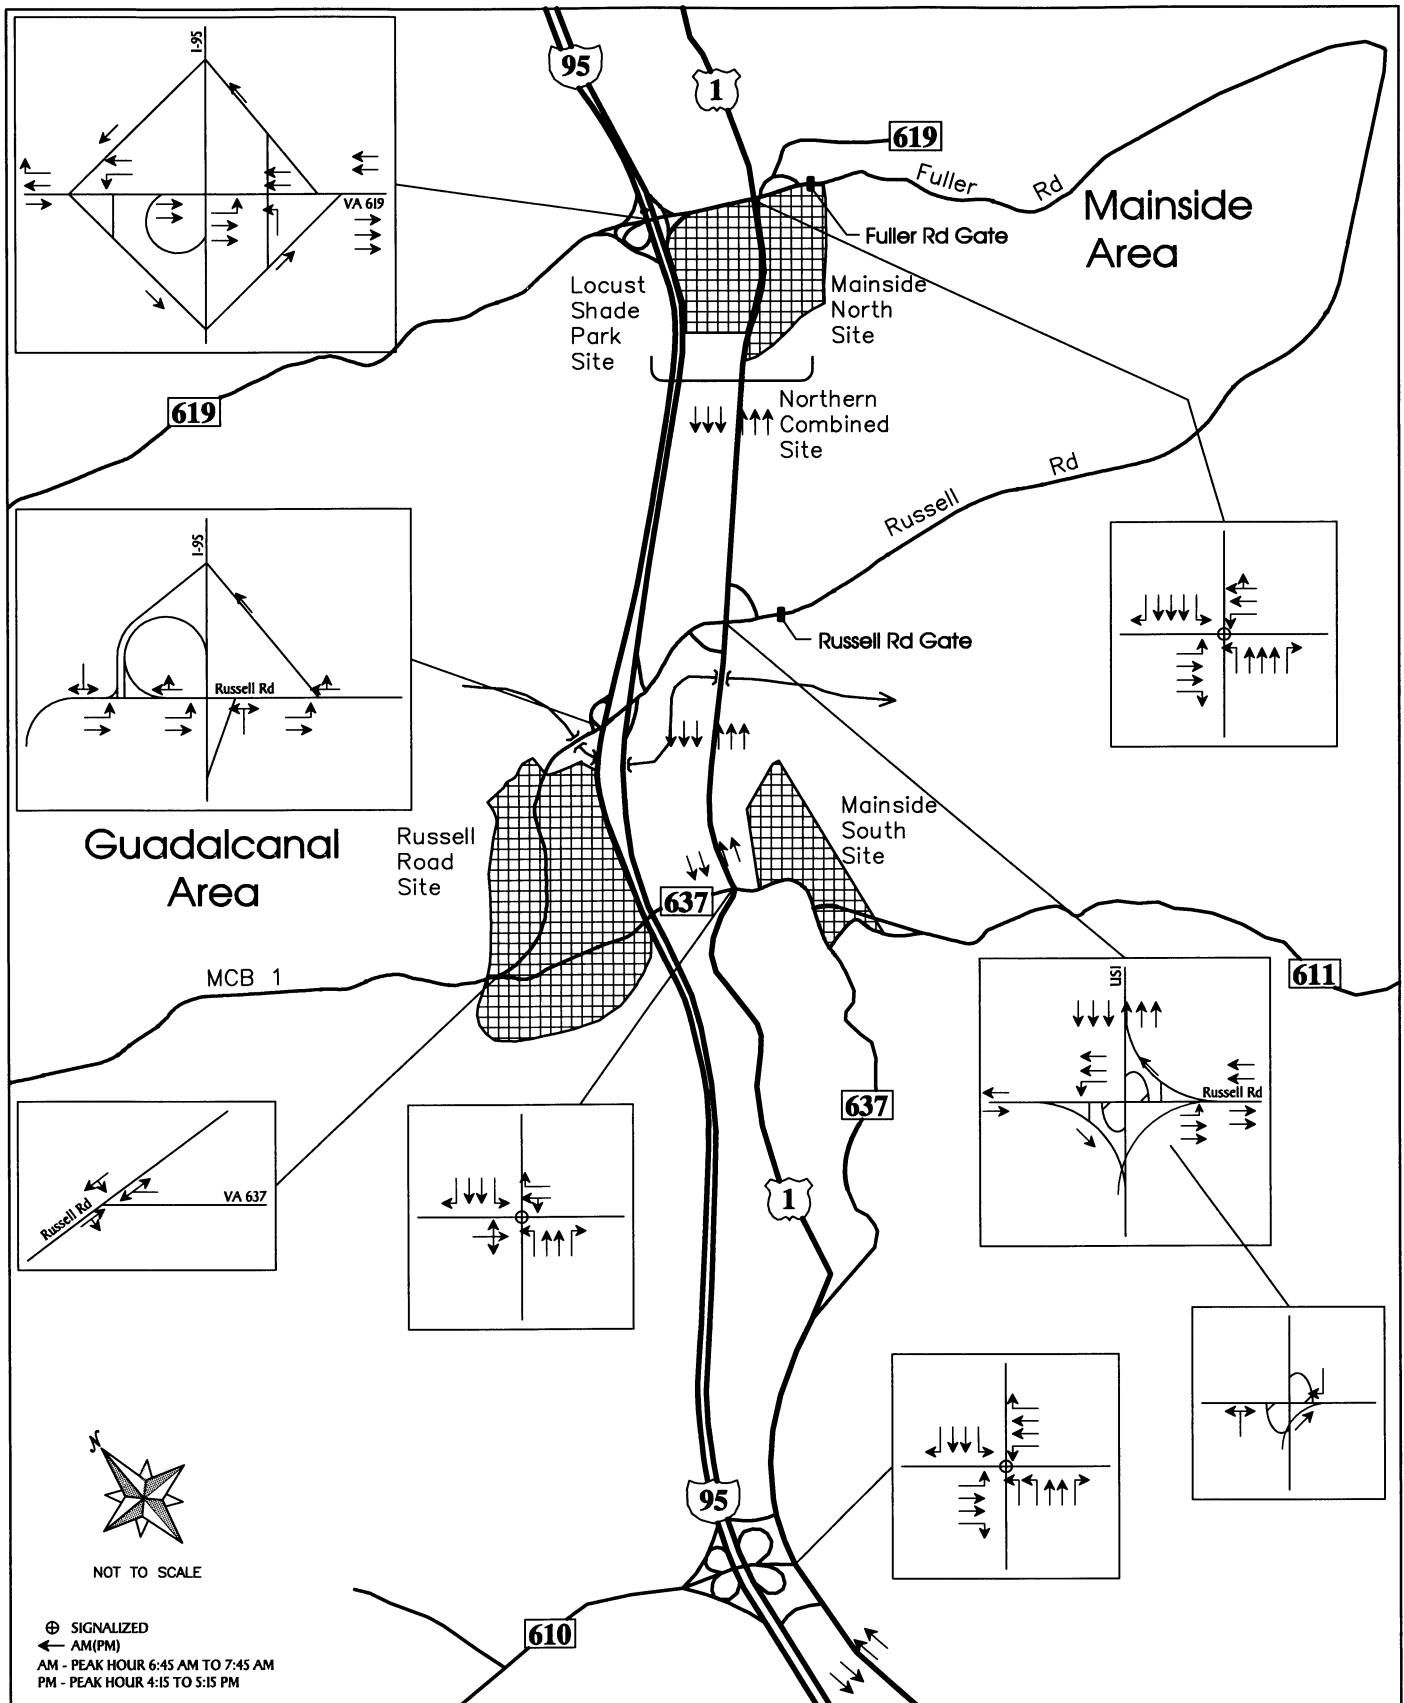 I-95
VA 619
95
1
619
Fuller
Rd
Mainside
Area
Fuller Rd Gate
Locust
Shade
Park
Site
Mainside
North
Site
619
Northern
Combined
Site
Russell
Rd
I-95
Russell Rd
Russell Rd Gate
Guadalcanal
Area
Russell
Road
Site
Mainside
South
Site
637
MCB 1
611
US1
Russell Rd
637
Russell Rd
VA 637
1
N
NOT TO SCALE
95
610
SIGNALIZED
AM(PM)
AM - PEAK HOUR 6:45 AM TO 7:45 AM
PM - PEAK HOUR 4:15 TO 5:15 PM